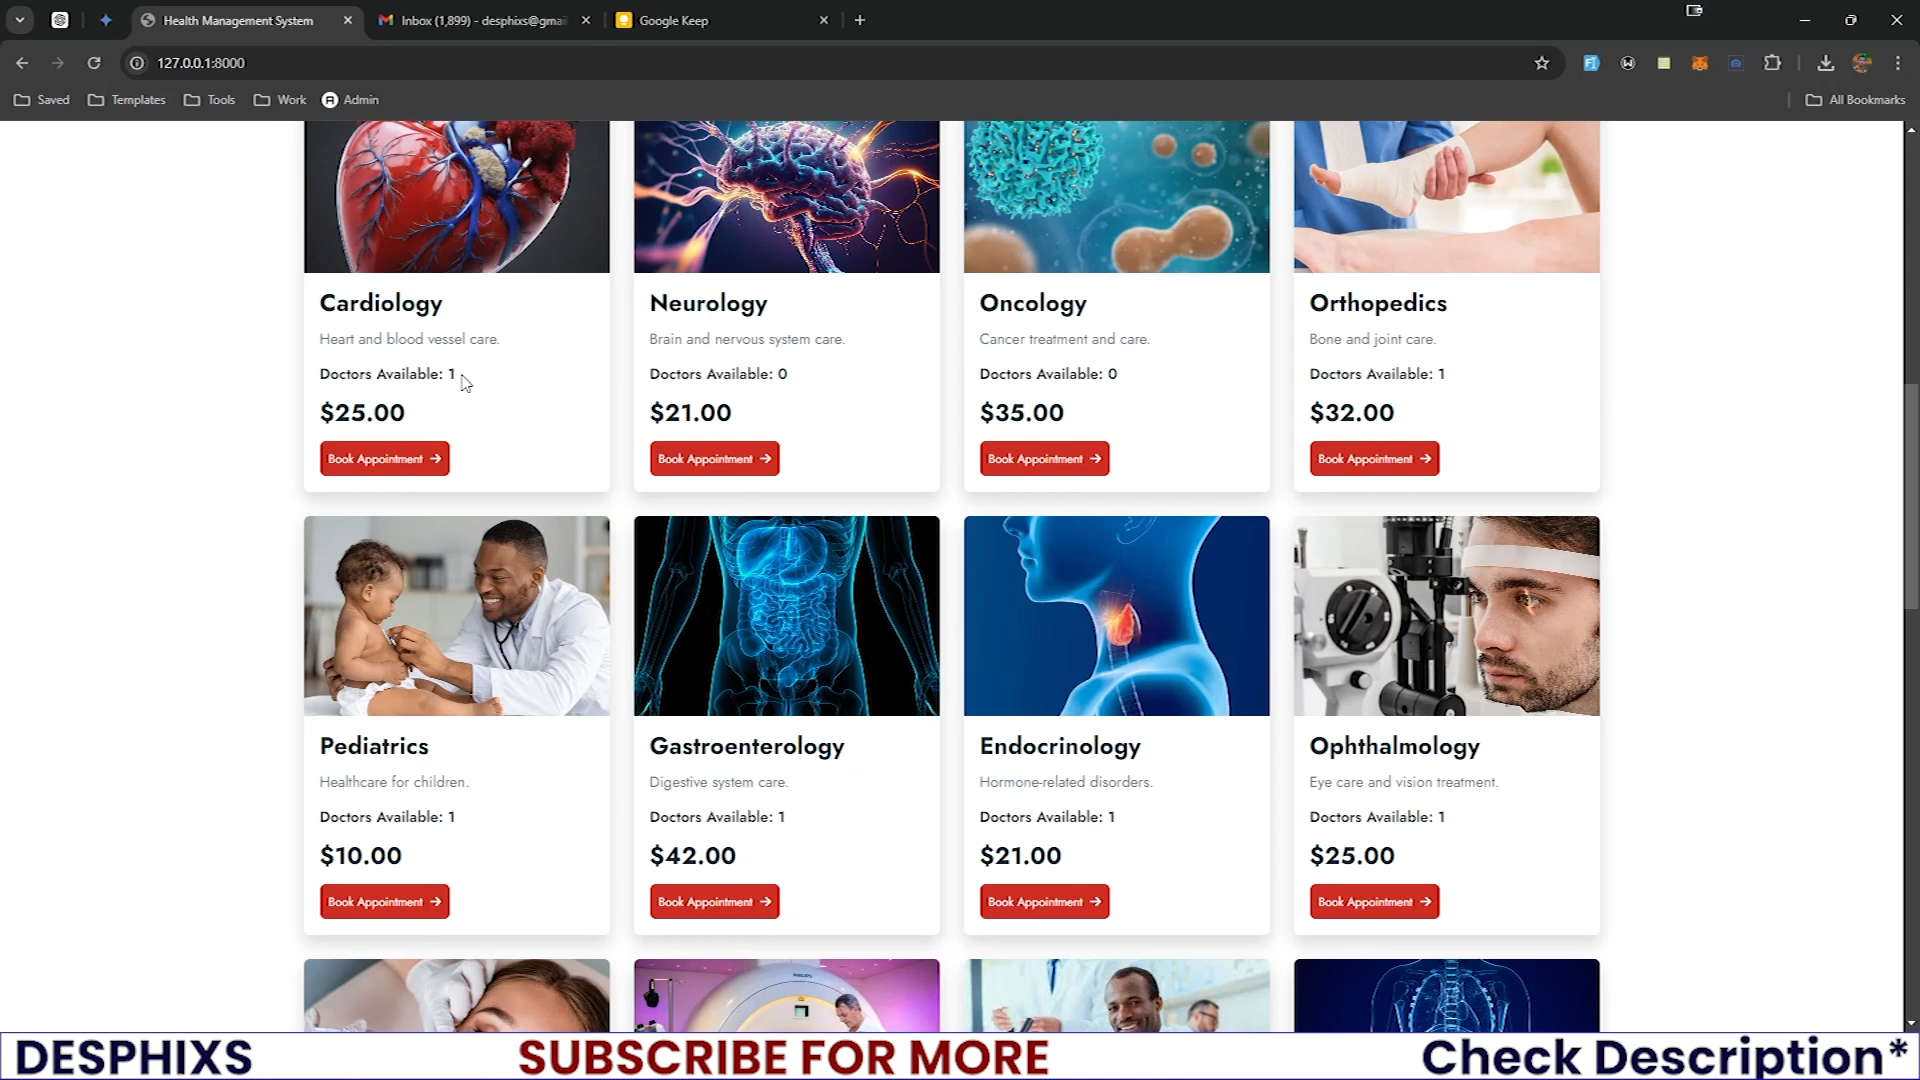 Health Management System
Inbox (1,899) - desphixs@gmai
Google Keep
127.0.0.1:8000
Saved
Templates
Tools
Work
Admin
All Bookmarks
Cardiology
Heart and blood vessel care.
Doctors Available: 1
$25.00
Book Appointment →
Neurology
Brain and nervous system care.
Doctors Available: 0
$21.00
Book Appointment →
Oncology
Cancer treatment and care.
Doctors Available: 0
$35.00
Book Appointment →
Orthopedics
Bone and joint care.
Doctors Available: 1
$32.00
Book Appointment →
Pediatrics
Healthcare for children.
Doctors Available: 1
$10.00
Book Appointment →
Gastroenterology
Digestive system care.
Doctors Available: 1
$42.00
Book Appointment →
Endocrinology
Hormone-related disorders.
Doctors Available: 1
$21.00
Book Appointment →
Ophthalmology
Eye care and vision treatment.
Doctors Available: 1
$25.00
Book Appointment →
PHILIPS
DESPHIXS
SUBSCRIBE FOR MORE
Check Description*